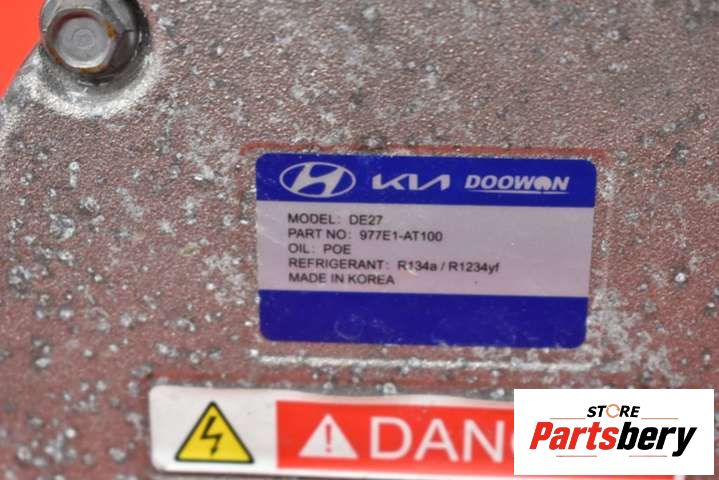 KIA DOOWON
MODEL: DE27
PART NO: 977E1-AT100
OIL: POE
REFRIGERANT: R134a / R1234yf
MADE IN KOREA
DANG
STORE
Partsbery